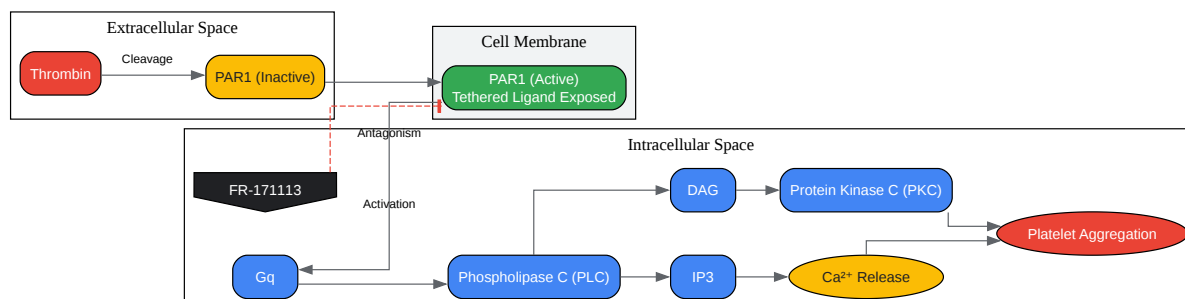 Extracellular Space
Cell Membrane
Thrombin
Cleavage
PAR1 (Inactive)
PAR1 (Active)
Tethered Ligand Exposed
Antagonism
Intracellular Space
FR-171113
Activation
DAG
Protein Kinase C (PKC)
Platelet Aggregation
Gq
Phospholipase C (PLC)
IP3
Ca²⁺ Release